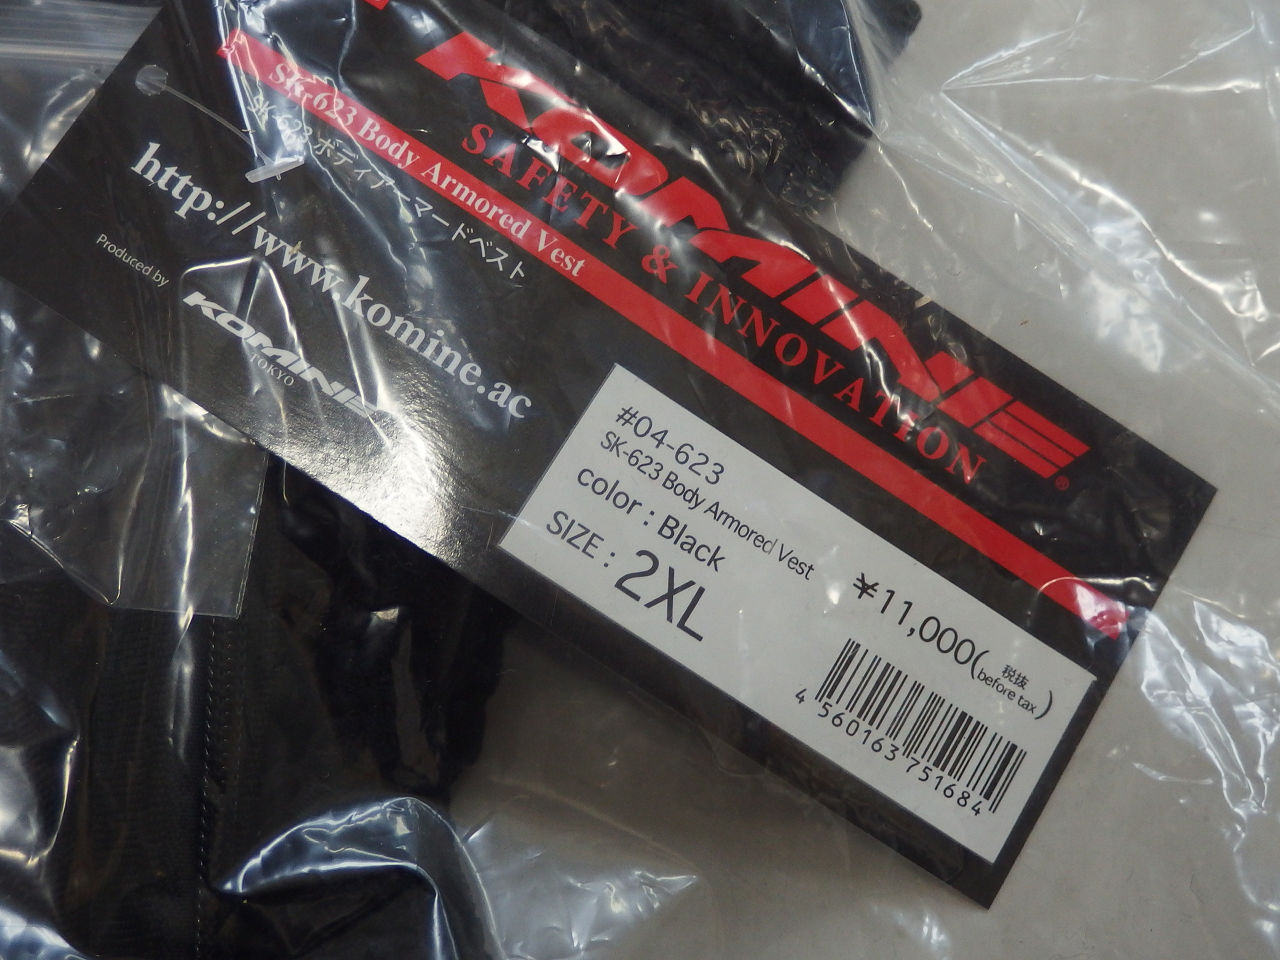 KOMINE®
SAFETY & INNOVATION
SK-623 Body Armored Vest
SK-623 ボディアーマードベスト
http://www.komine.ac
Produced by
KOMINE
TOKYO
#04-623
SK-623 Body Armored Vest
color : Black
SIZE : 2XL
¥11,000(税抜 before tax)
4 560163 751684